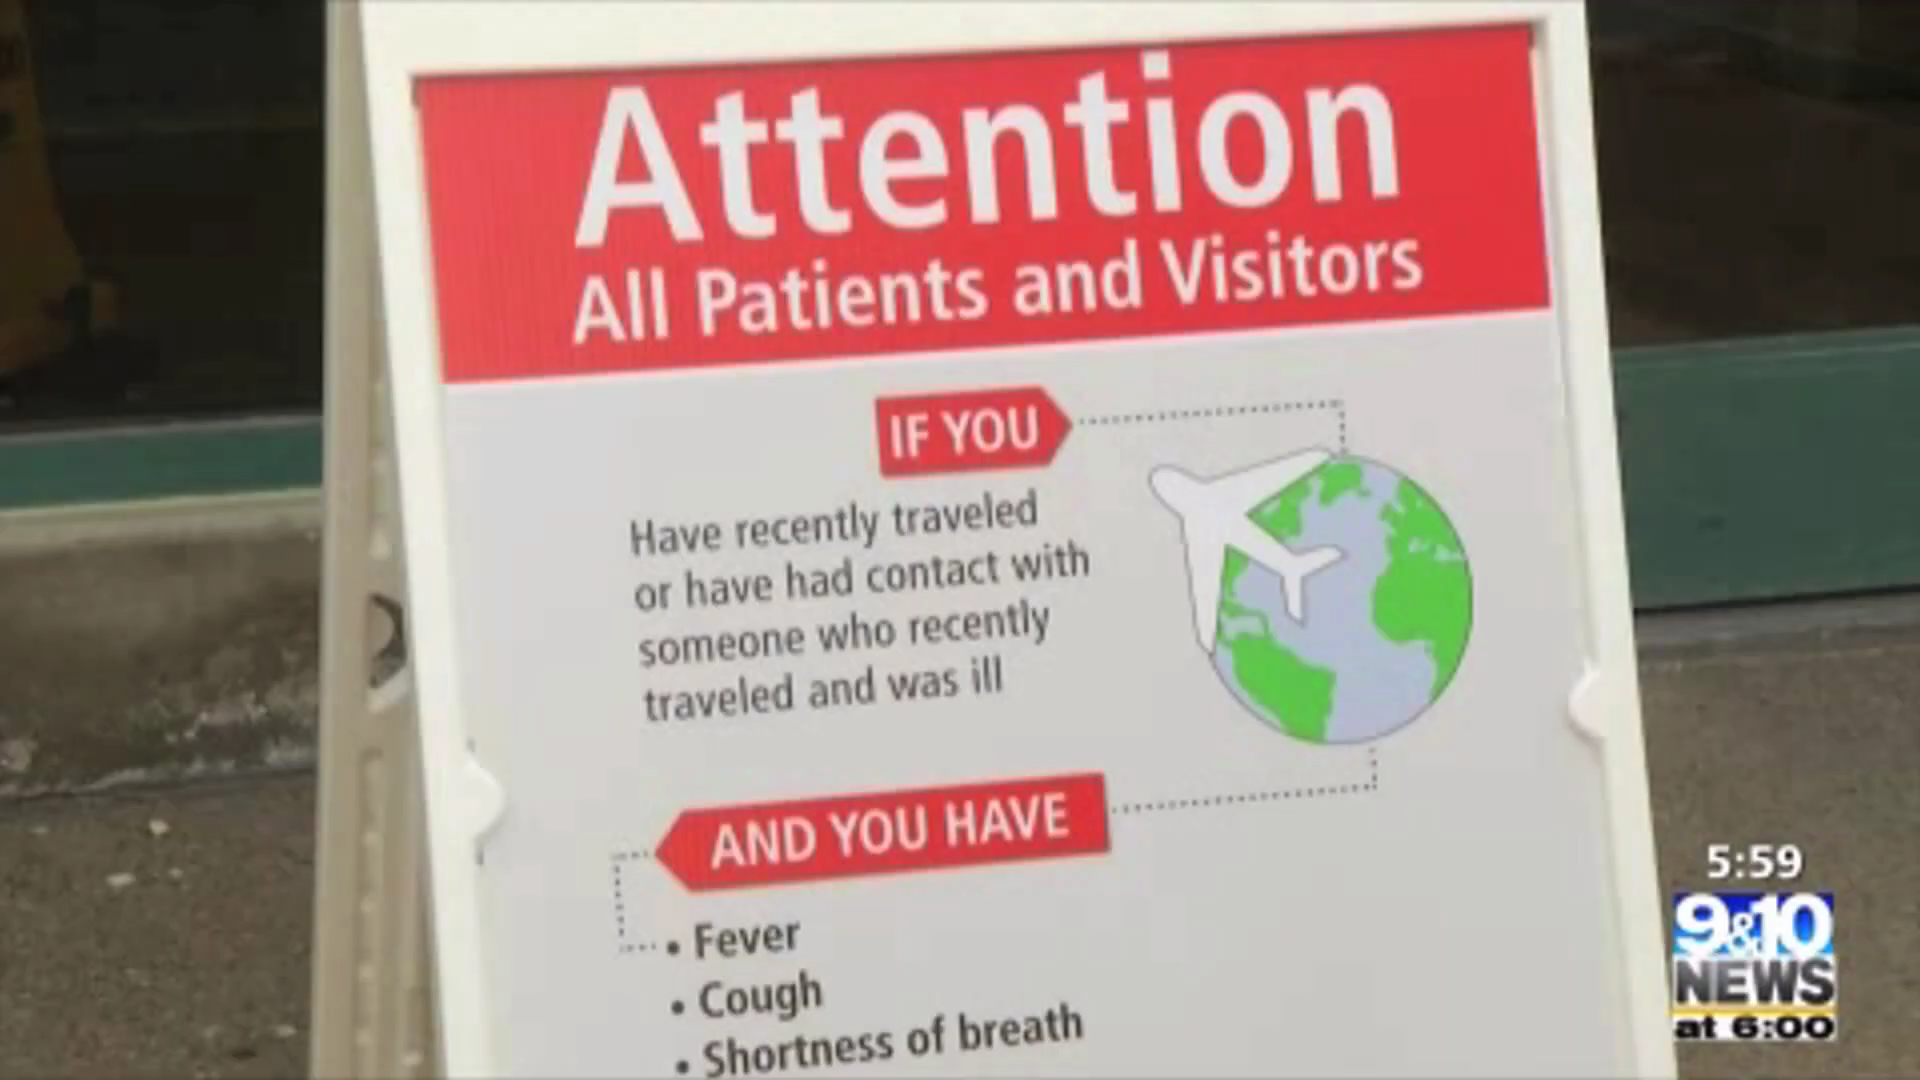 Attention
All Patients and Visitors
IF YOU
Have recently traveled
or have had contact with
someone who recently
traveled and was ill
AND YOU HAVE
• Fever
• Cough
• Shortness of breath
5:59
9&10
NEWS
at 6:00